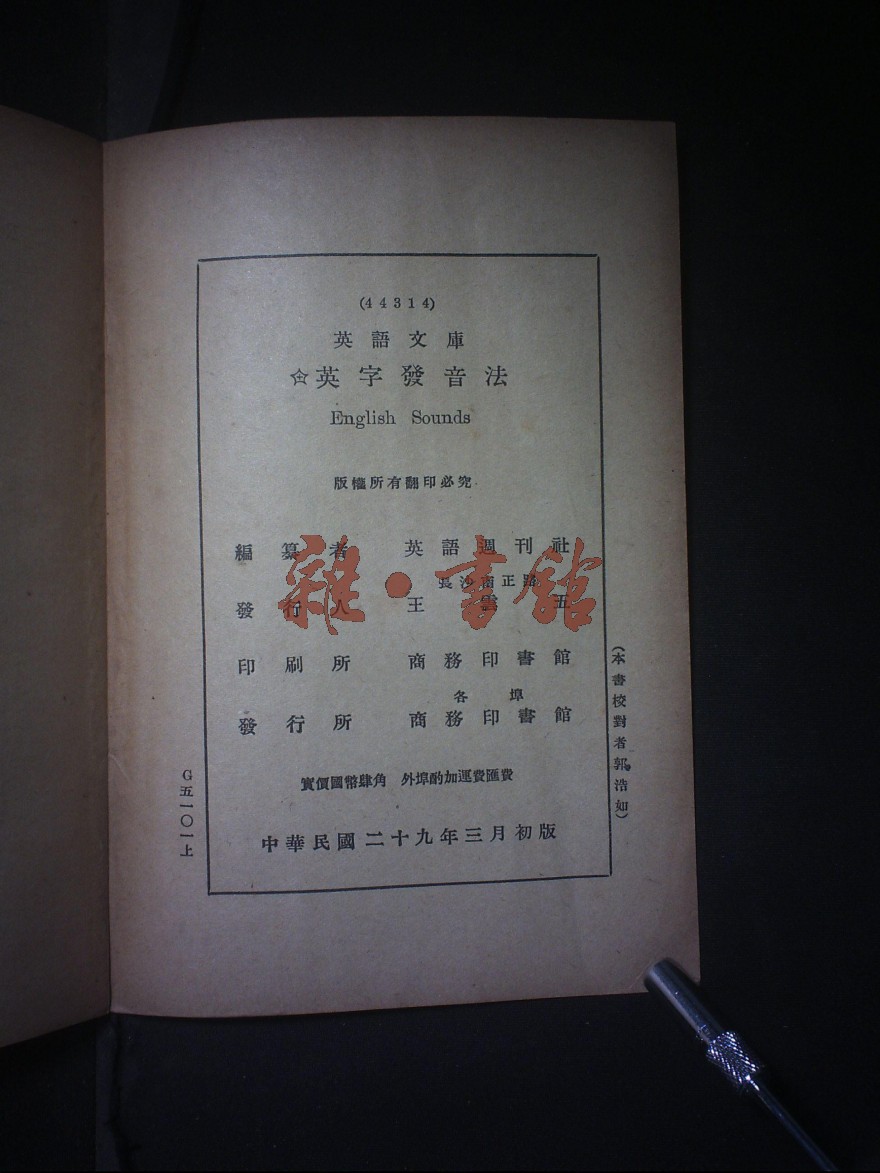 (44314)
英語文庫
英字發音法
English Sounds
版權所有翻印必究
編纂者 英語週刊社
長沙南正路
發行人 王雲五
印刷所 商務印書館
各埠
發行所 商務印書館
實價國幣肆角 外埠酌加運費匯費
中華民國二十九年三月初版
(本書校對者郭浩如)
G五一〇一上
雜·書館